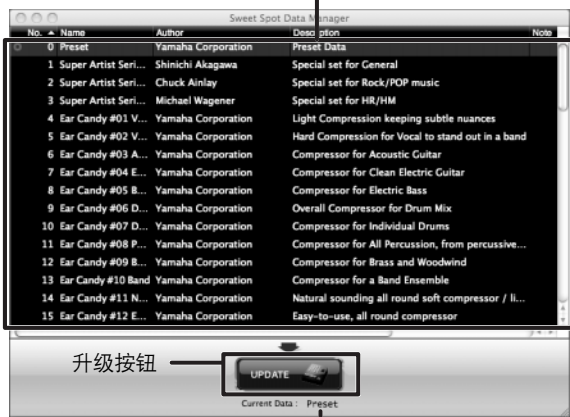 Sweet Spot Data Manager
No. Name Author Description Note
0 Preset Yamaha Corporation Preset Data
1 Super Artist Seri... Shinichi Akagawa Special set for General
2 Super Artist Seri... Chuck Ainlay Special set for Rock/POP music
3 Super Artist Seri... Michael Wagener Special set for HR/HM
4 Ear Candy #01 V... Yamaha Corporation Light Compression keeping subtle nuances
5 Ear Candy #02 V... Yamaha Corporation Hard Compression for Vocal to stand out in a band
6 Ear Candy #03 A... Yamaha Corporation Compressor for Acoustic Guitar
7 Ear Candy #04 E... Yamaha Corporation Compressor for Clean Electric Guitar
8 Ear Candy #05 B... Yamaha Corporation Compressor for Electric Bass
9 Ear Candy #06 D... Yamaha Corporation Overall Compressor for Drum Mix
10 Ear Candy #07 D... Yamaha Corporation Compressor for Individual Drums
11 Ear Candy #08 P... Yamaha Corporation Compressor for All Percussion, from percussive...
12 Ear Candy #09 B... Yamaha Corporation Compressor for Brass and Woodwind
13 Ear Candy #10 Band Yamaha Corporation Compressor for a Band Ensemble
14 Ear Candy #11 N... Yamaha Corporation Natural sounding all round soft compressor / li...
15 Ear Candy #12 E... Yamaha Corporation Easy-to-use, all round compressor
升级按钮
UPDATE
Current Data : Preset